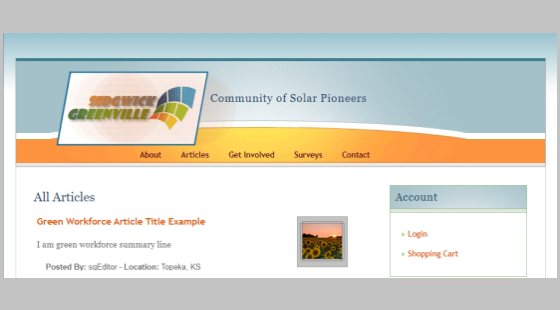 SEDGWICK
GREENVILLE
Community of Solar Pioneers
About Articles Get Involved Surveys Contact
All Articles
Green Workforce Article Title Example
I am green workforce summary line
Posted By: sgEditor - Location: Topeka, KS
Account
» Login
» Shopping Cart